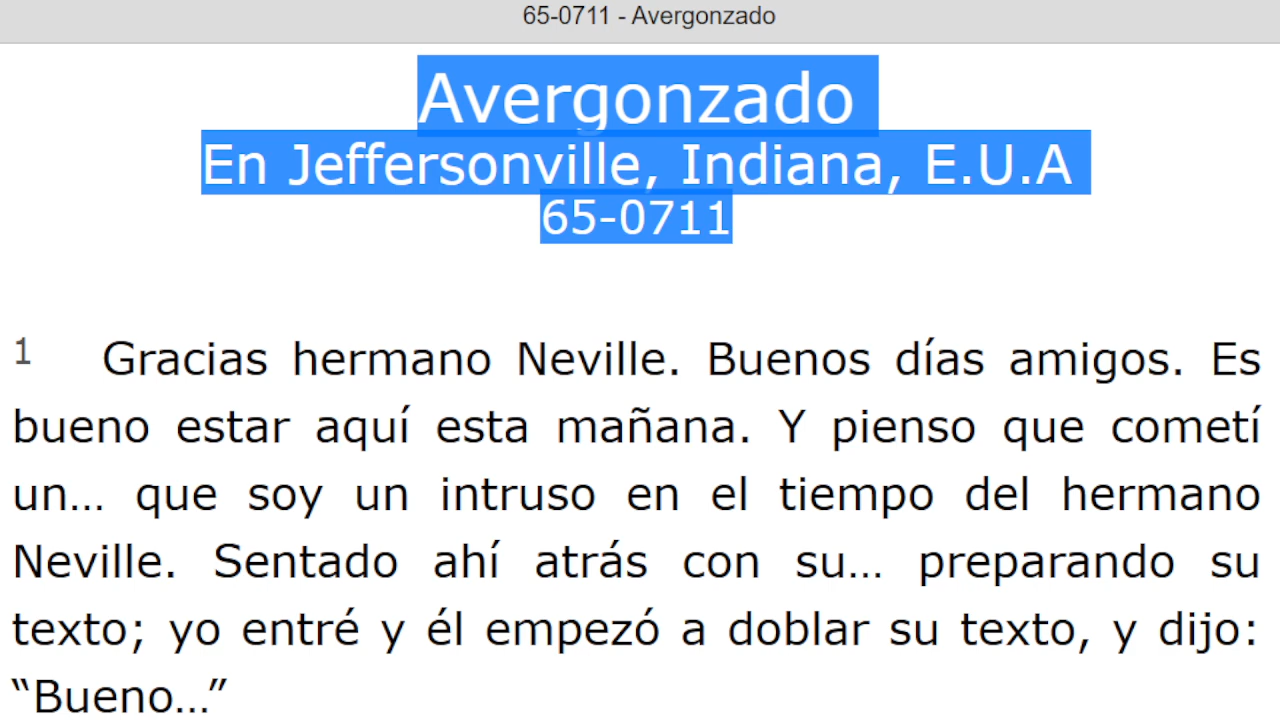 65-0711 - Avergonzado
Avergonzado
En Jeffersonville, Indiana, E.U.A
65-0711
1 Gracias hermano Neville. Buenos días amigos. Es
bueno estar aquí esta mañana. Y pienso que cometí
un... que soy un intruso en el tiempo del hermano
Neville. Sentado ahí atrás con su... preparando su
texto; yo entré y él empezó a doblar su texto, y dijo:
“Bueno...”